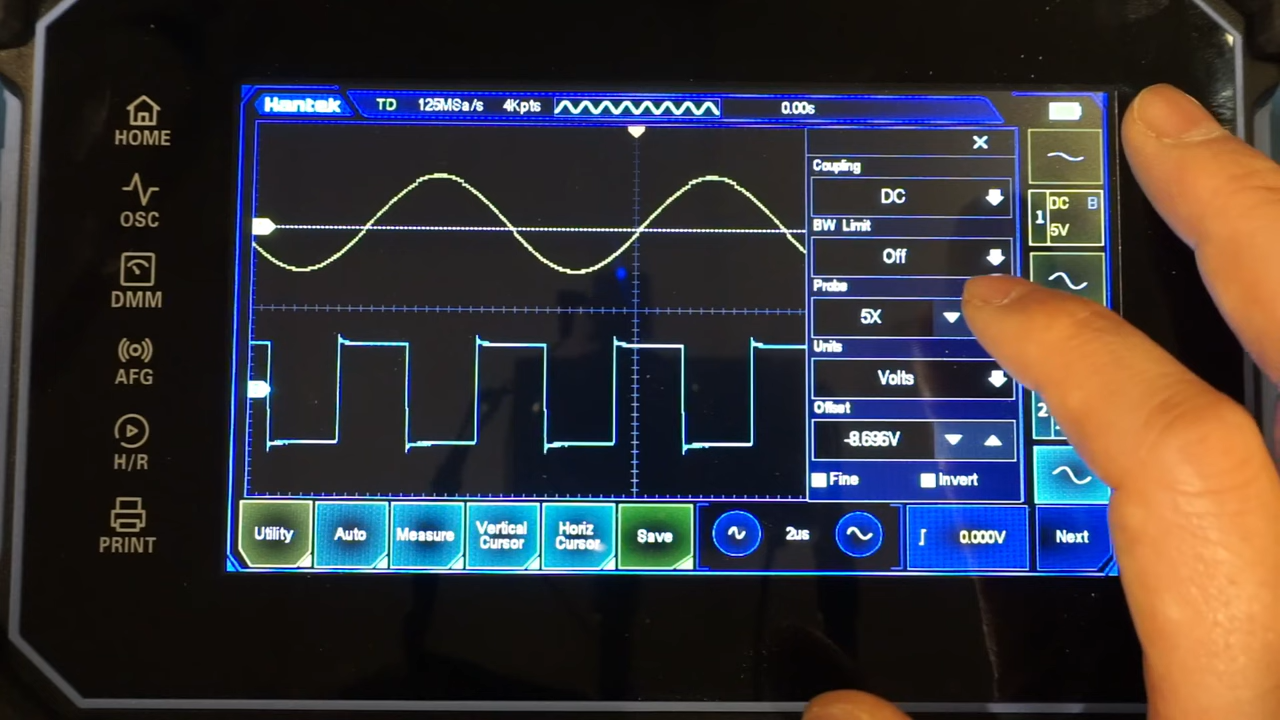 HOME
OSC
DMM
AFG
H/R
PRINT
Hantek TD 125MSa/s 4Kpts 0.00s
Coupling
DC
BW Limit
Off
Probe
5X
Units
Volts
Offset
-8.696V
Fine Invert
1 DC B
5V
2
Utility Auto Measure Vertical Cursor Horiz Cursor Save 2us 0.000V Next